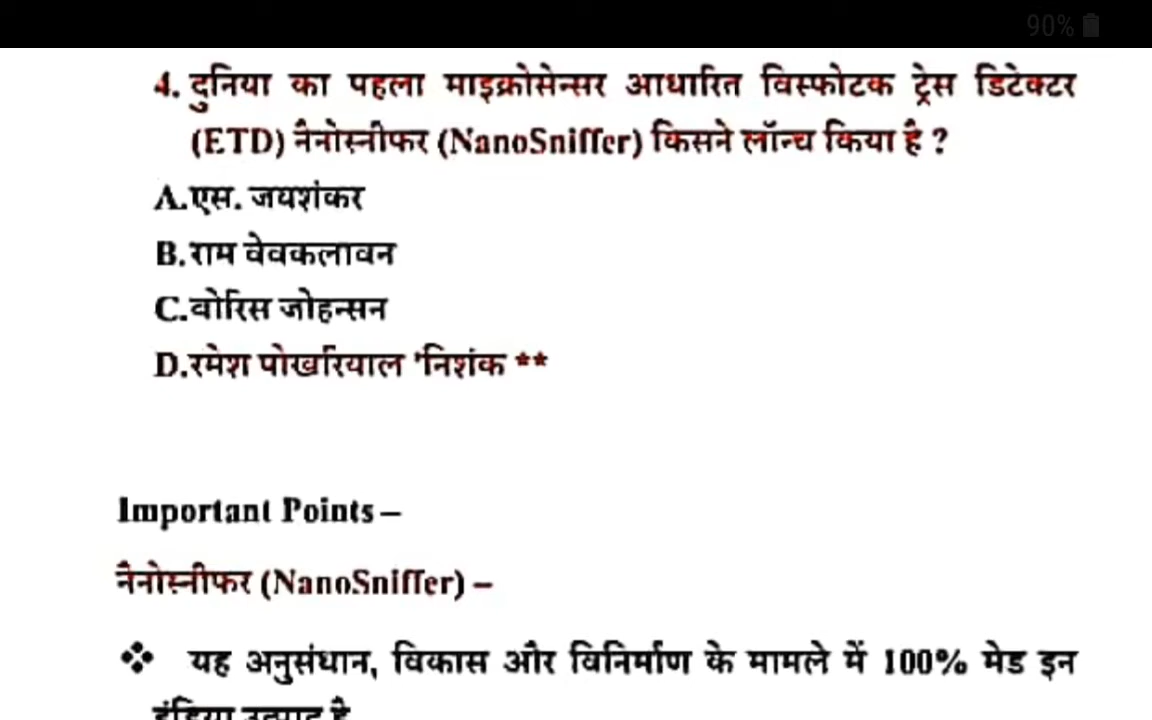 90%
4. दुनिया का पहला माइक्रोसेन्सर आधारित विस्फोटक ट्रेस डिटेक्टर
(ETD) नैनोस्नीफर (NanoSniffer) किसने लॉन्च किया है ?
A.एस. जयशंकर
B.राम वेवकलावन
C.वोरिस जोहन्सन
D.रमेश पोखरियाल 'निशंक **
Important Points –
नैनोस्नीफर (NanoSniffer) –
❖ यह अनुसंधान, विकास और विनिर्माण के मामले में 100% मेड इन
इंडिया उत्पाद है